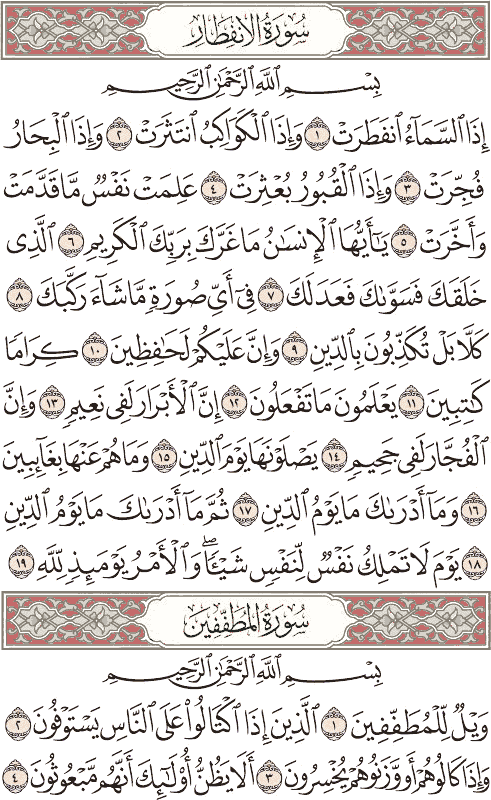 سُورَةُ الِانفِطَارِ
بِسْمِ ٱللَّهِ ٱلرَّحْمَٰنِ ٱلرَّحِيمِ
إِذَا ٱلسَّمَآءُ ٱنفَطَرَتْ ١ وَإِذَا ٱلْكَوَاكِبُ ٱنتَثَرَتْ ٢ وَإِذَا ٱلْبِحَارُ
فُجِّرَتْ ٣ وَإِذَا ٱلْقُبُورُ بُعْثِرَتْ ٤ عَلِمَتْ نَفْسٌ مَّا قَدَّمَتْ
وَأَخَّرَتْ ٥ يَٰٓأَيُّهَا ٱلْإِنسَٰنُ مَا غَرَّكَ بِرَبِّكَ ٱلْكَرِيمِ ٦ ٱلَّذِى
خَلَقَكَ فَسَوَّىٰكَ فَعَدَلَكَ ٧ فِىٓ أَىِّ صُورَةٍ مَّا شَآءَ رَكَّبَكَ ٨
كَلَّا بَلْ تُكَذِّبُونَ بِٱلدِّينِ ٩ وَإِنَّ عَلَيْكُمْ لَحَٰفِظِينَ ١٠ كِرَامًا
كَٰتِبِينَ ١١ يَعْلَمُونَ مَا تَفْعَلُونَ ١٢ إِنَّ ٱلْأَبْرَارَ لَفِى نَعِيمٍ ١٣ وَإِنَّ
ٱلْفُجَّارَ لَفِى جَحِيمٍ ١٤ يَصْلَوْنَهَا يَوْمَ ٱلدِّينِ ١٥ وَمَا هُمْ عَنْهَا بِغَآئِبِينَ
١٦ وَمَآ أَدْرَىٰكَ مَا يَوْمُ ٱلدِّينِ ١٧ ثُمَّ مَآ أَدْرَىٰكَ مَا يَوْمُ ٱلدِّينِ
١٨ يَوْمَ لَا تَمْلِكُ نَفْسٌ لِّنَفْسٍ شَيْـًٔا ۖ وَٱلْأَمْرُ يَوْمَئِذٍ لِّلَّهِ ١٩
سُورَةُ المُطَفِّفِينَ
بِسْمِ ٱللَّهِ ٱلرَّحْمَٰنِ ٱلرَّحِيمِ
وَيْلٌ لِّلْمُطَفِّفِينَ ١ ٱلَّذِينَ إِذَا ٱكْتَالُوا۟ عَلَى ٱلنَّاسِ يَسْتَوْفُونَ ٢
وَإِذَا كَالُوهُمْ أَو وَّزَنُوهُمْ يُخْسِرُونَ ٣ أَلَا يَظُنُّ أُو۟لَٰٓئِكَ أَنَّهُم مَّبْعُوثُونَ ٤